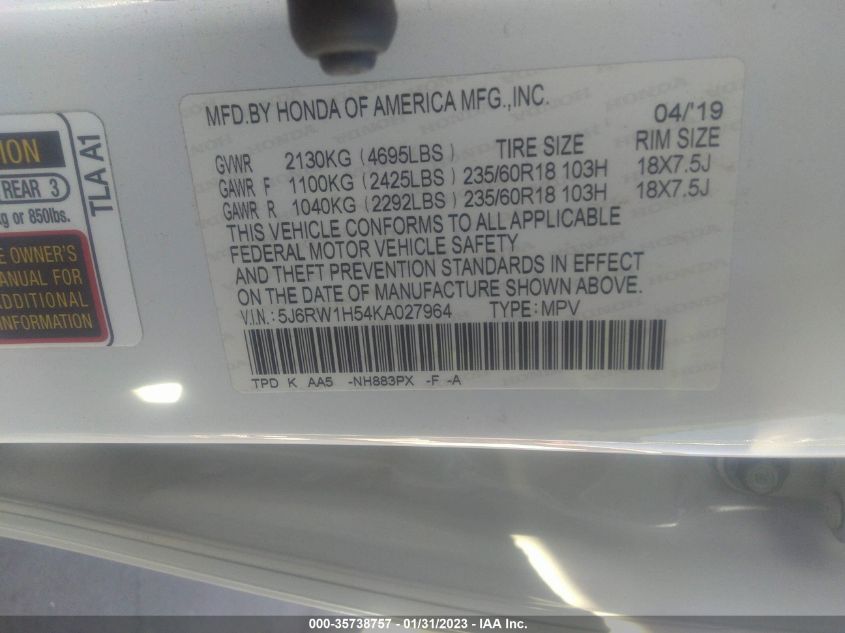 MFD.BY HONDA OF AMERICA MFG.,INC.
04/'19
GVWR 2130KG (4695LBS) TIRE SIZE RIM SIZE
GAWR F 1100KG (2425LBS) 235/60R18 103H 18X7.5J
GAWR R 1040KG (2292LBS) 235/60R18 103H 18X7.5J
THIS VEHICLE CONFORMS TO ALL APPLICABLE
FEDERAL MOTOR VEHICLE SAFETY
AND THEFT PREVENTION STANDARDS IN EFFECT
ON THE DATE OF MANUFACTURE SHOWN ABOVE.
V.I.N.:5J6RW1H54KA027964 TYPE:MPV
TPD K AA5 -NH883PX -F -A
TLA A1
REAR 3
or 850lbs.
OWNER'S
FOR
INFORMATION
000-35738757 - 01/31/2023 - IAA Inc.